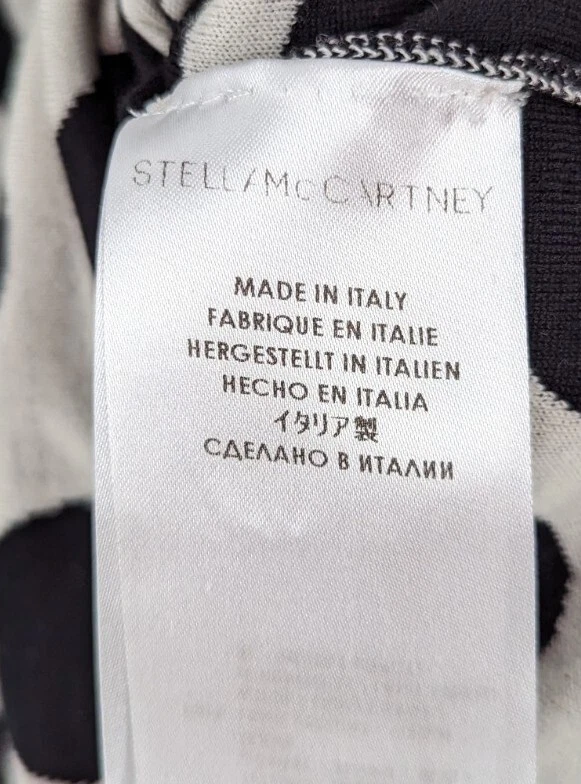 STELLA McCARTNEY
MADE IN ITALY
FABRIQUE EN ITALIE
HERGESTELLT IN ITALIEN
HECHO EN ITALIA
イタリア製
СДЕЛАНО В ИТАЛИИ